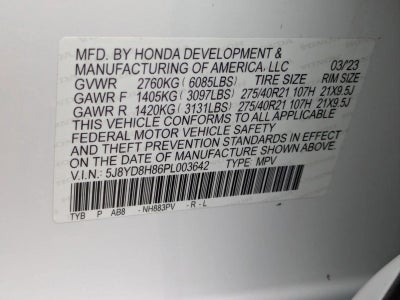 MFD. BY HONDA DEVELOPMENT &
MANUFACTURING OF AMERICA, LLC 03/23
GVWR 2760KG (6085LBS) TIRE SIZE RIM SIZE
GAWR F 1405KG (3097LBS) 275/40R21 107H 21X9.5J
GAWR R 1420KG (3131LBS) 275/40R21 107H 21X9.5J
THIS VEHICLE CONFORMS TO ALL APPLICABLE
FEDERAL MOTOR VEHICLE SAFETY, BUMPER,
AND THEFT PREVENTION STANDARDS IN EFFECT
ON THE DATE OF MANUFACTURE SHOWN ABOVE.
V.I.N.: 5J8YD8H86PL003642 TYPE: MPV
TYB P AB8 - NH883PV - R - L